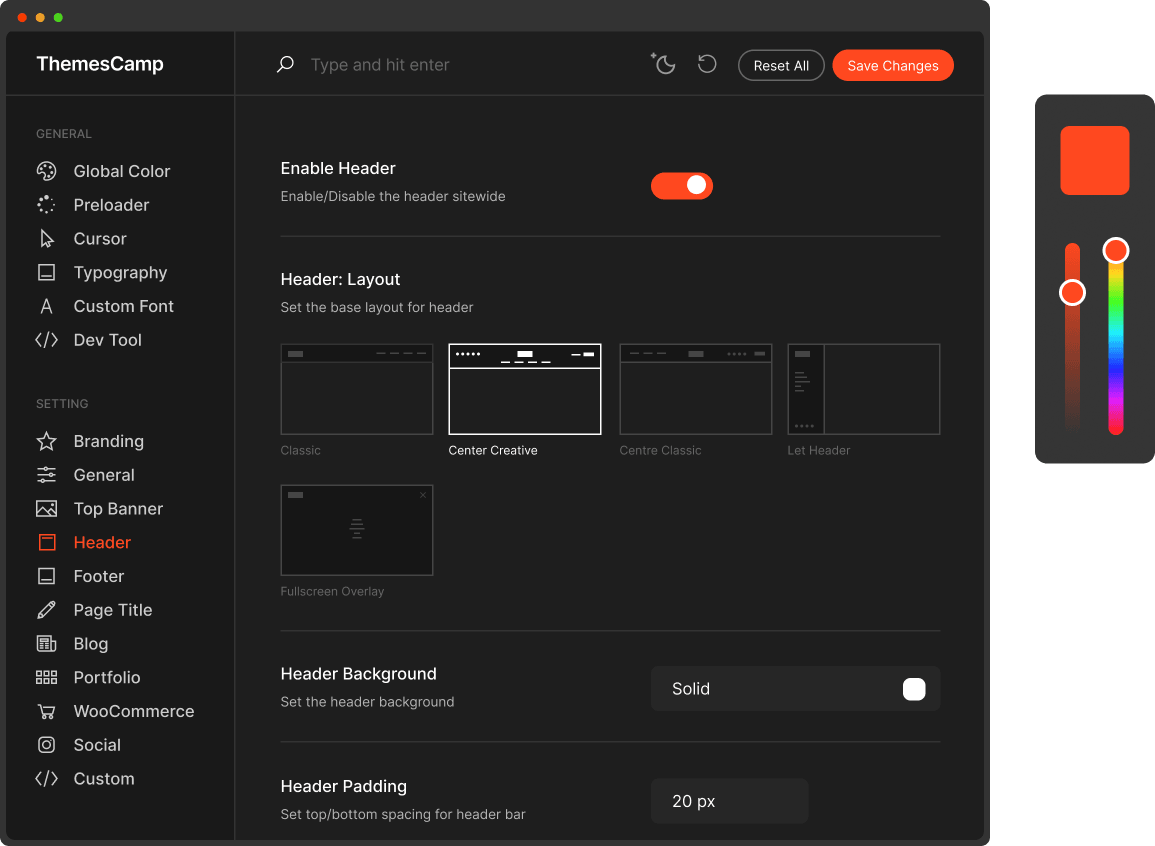 ThemesCamp
Type and hit enter
Reset All
Save Changes
GENERAL
Global Color
Preloader
Cursor
Typography
Custom Font
Dev Tool
SETTING
Branding
General
Top Banner
Header
Footer
Page Title
Blog
Portfolio
WooCommerce
Social
Custom
Enable Header
Enable/Disable the header sitewide
Header: Layout
Set the base layout for header
Classic
Center Creative
Centre Classic
Let Header
Fullscreen Overlay
Header Background
Set the header background
Solid
Header Padding
Set top/bottom spacing for header bar
20 px